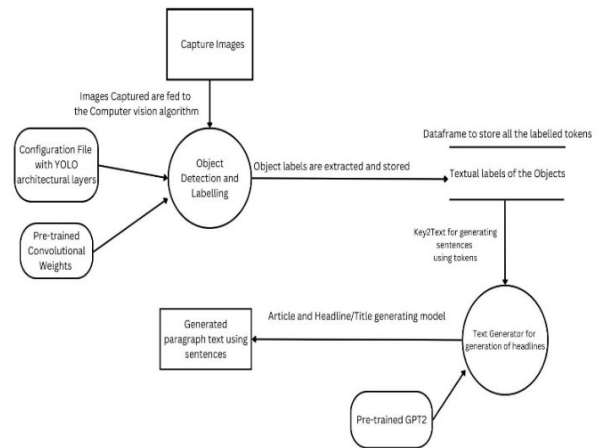 Capture Images
Images Captured are fed
to the Computer vision algorithm
Configuration File
with YOLO
architectural layers
Object
Detection and
Labelling
Object labels are extracted and stored
Dataframe to store all the labelled tokens
Textual labels of the Objects
Pre-trained
Convolutional
Weights
Key2Text for generating
sentences
using tokens
Article and Headline/Title generating model
Generated
paragraph text using
sentences
Text Generator for
generation of headlines
Pre-trained GPT2